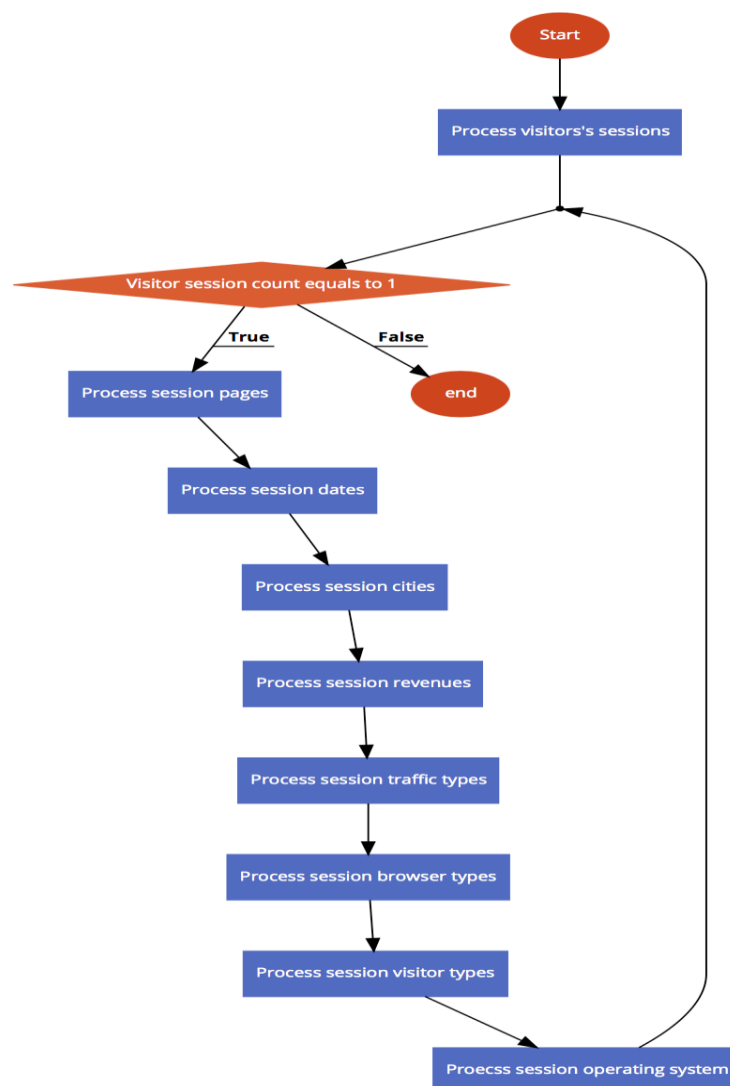 Start
Process visitors's sessions
Visitor session count equals to 1
True
False
Process session pages
end
Process session dates
Process session cities
Process session revenues
Process session traffic types
Process session browser types
Process session visitor types
Proecss session operating system